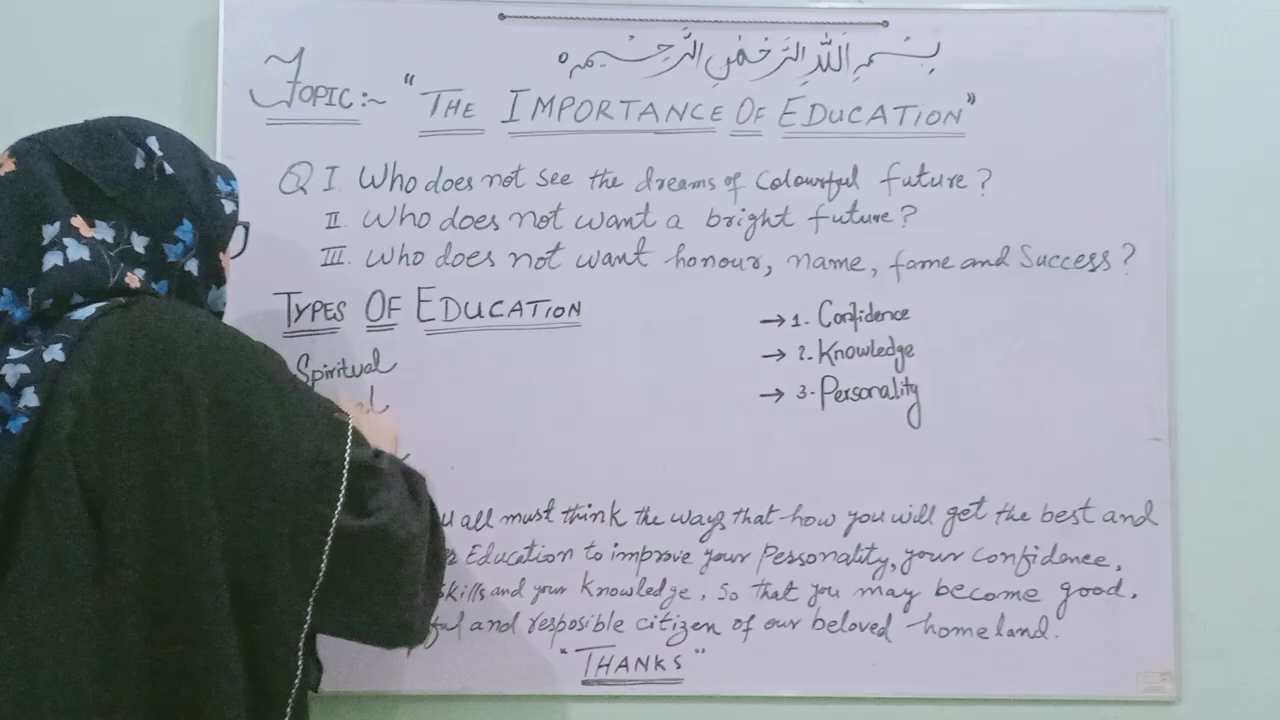 بِسْمِ اللّٰهِ الرَّحْمٰنِ الرَّحِيْمِ
TOPIC:~ "THE IMPORTANCE OF EDUCATION"
Q I. Who does not see the dreams of colourful future?
II. Who does not want a bright future?
III. Who does not want honour, name, fame and Success?
TYPES OF EDUCATION
Spiritual
→ 1. Confidence
→ 2. Knowledge
→ 3. Personality
all must think the ways that how you will get the best and
Education to improve your Personality, your confidence,
skills and your Knowledge, So that you may become good,
and resposible citizen of our beloved homeland.
"THANKS"